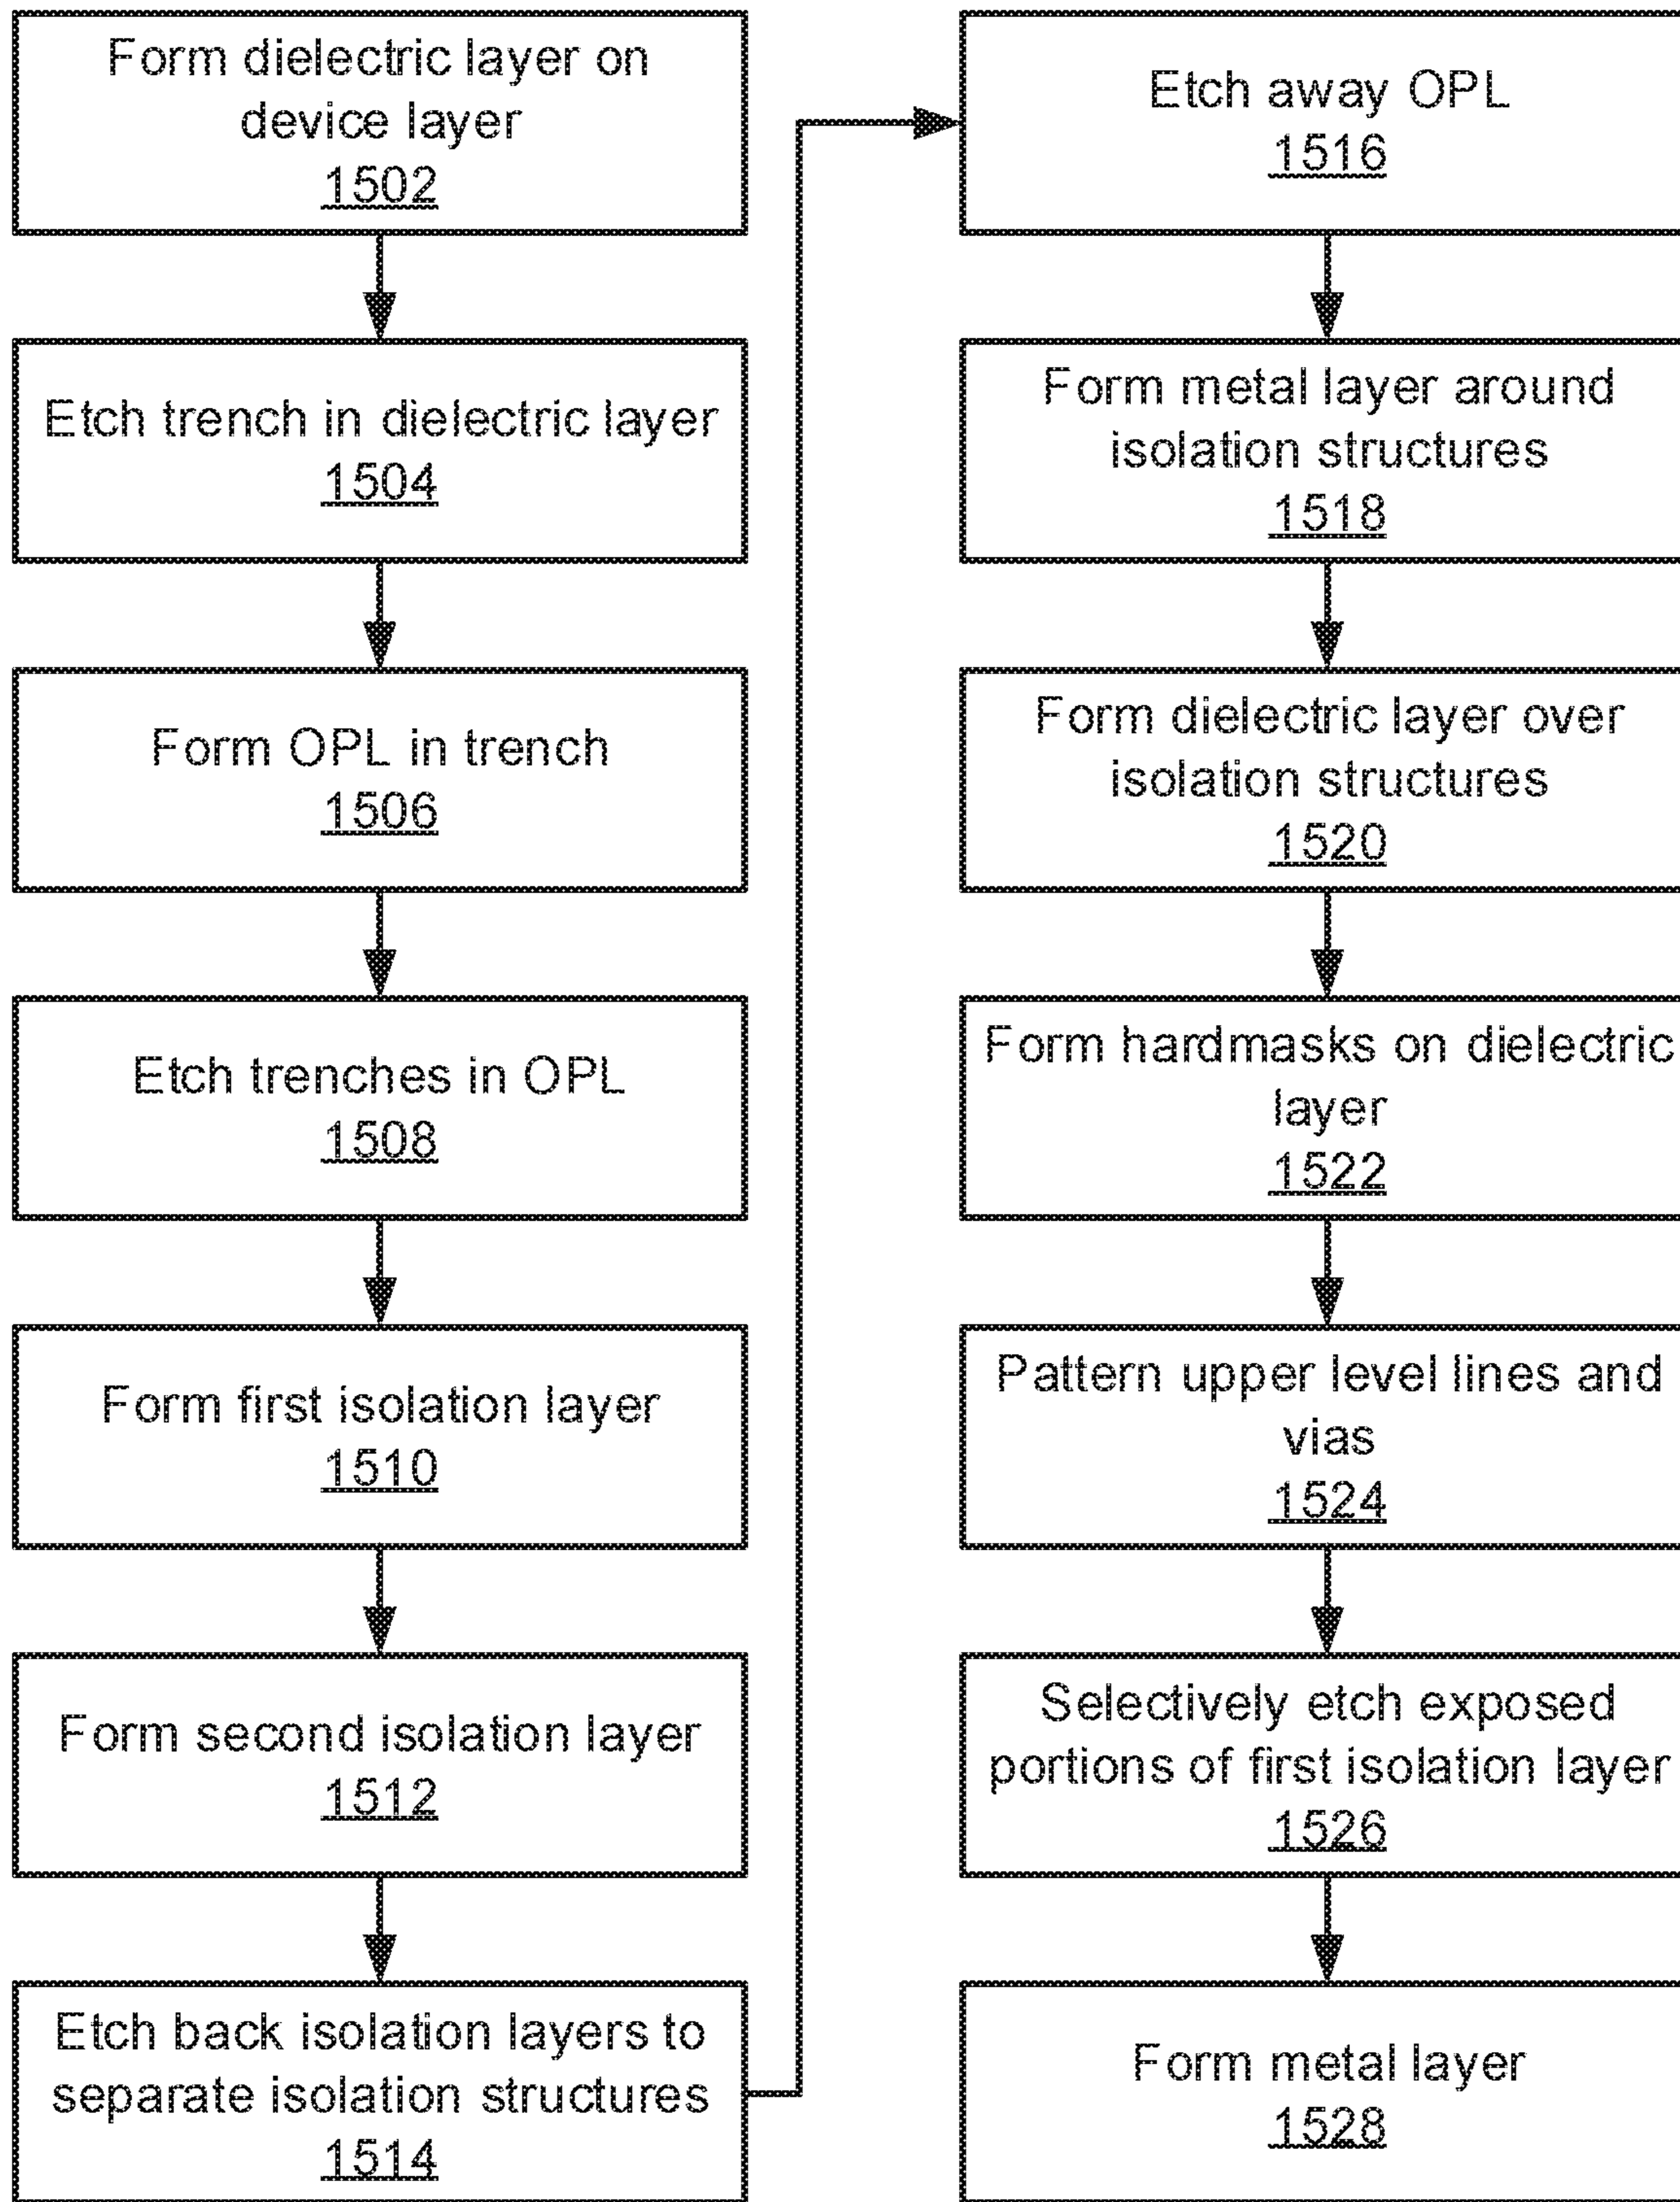 Form dielectric layer on
device layer
1502
Etch trench in dielectric layer
1504
Form OPL in trench
1506
Etch trenches in OPL
1508
Form first isolation layer
1510
Form second isolation layer
1512
Etch back isolation layers to
separate isolation structures
1514
Etch away OPL
1516
Form metal layer around
isolation structures
1518
Form dielectric layer over
isolation structures
1520
Form hardmasks on dielectric
layer
1522
Pattern upper level lines and
vias
1524
Selectively etch exposed
portions of first isolation layer
1526
Form metal layer
1528